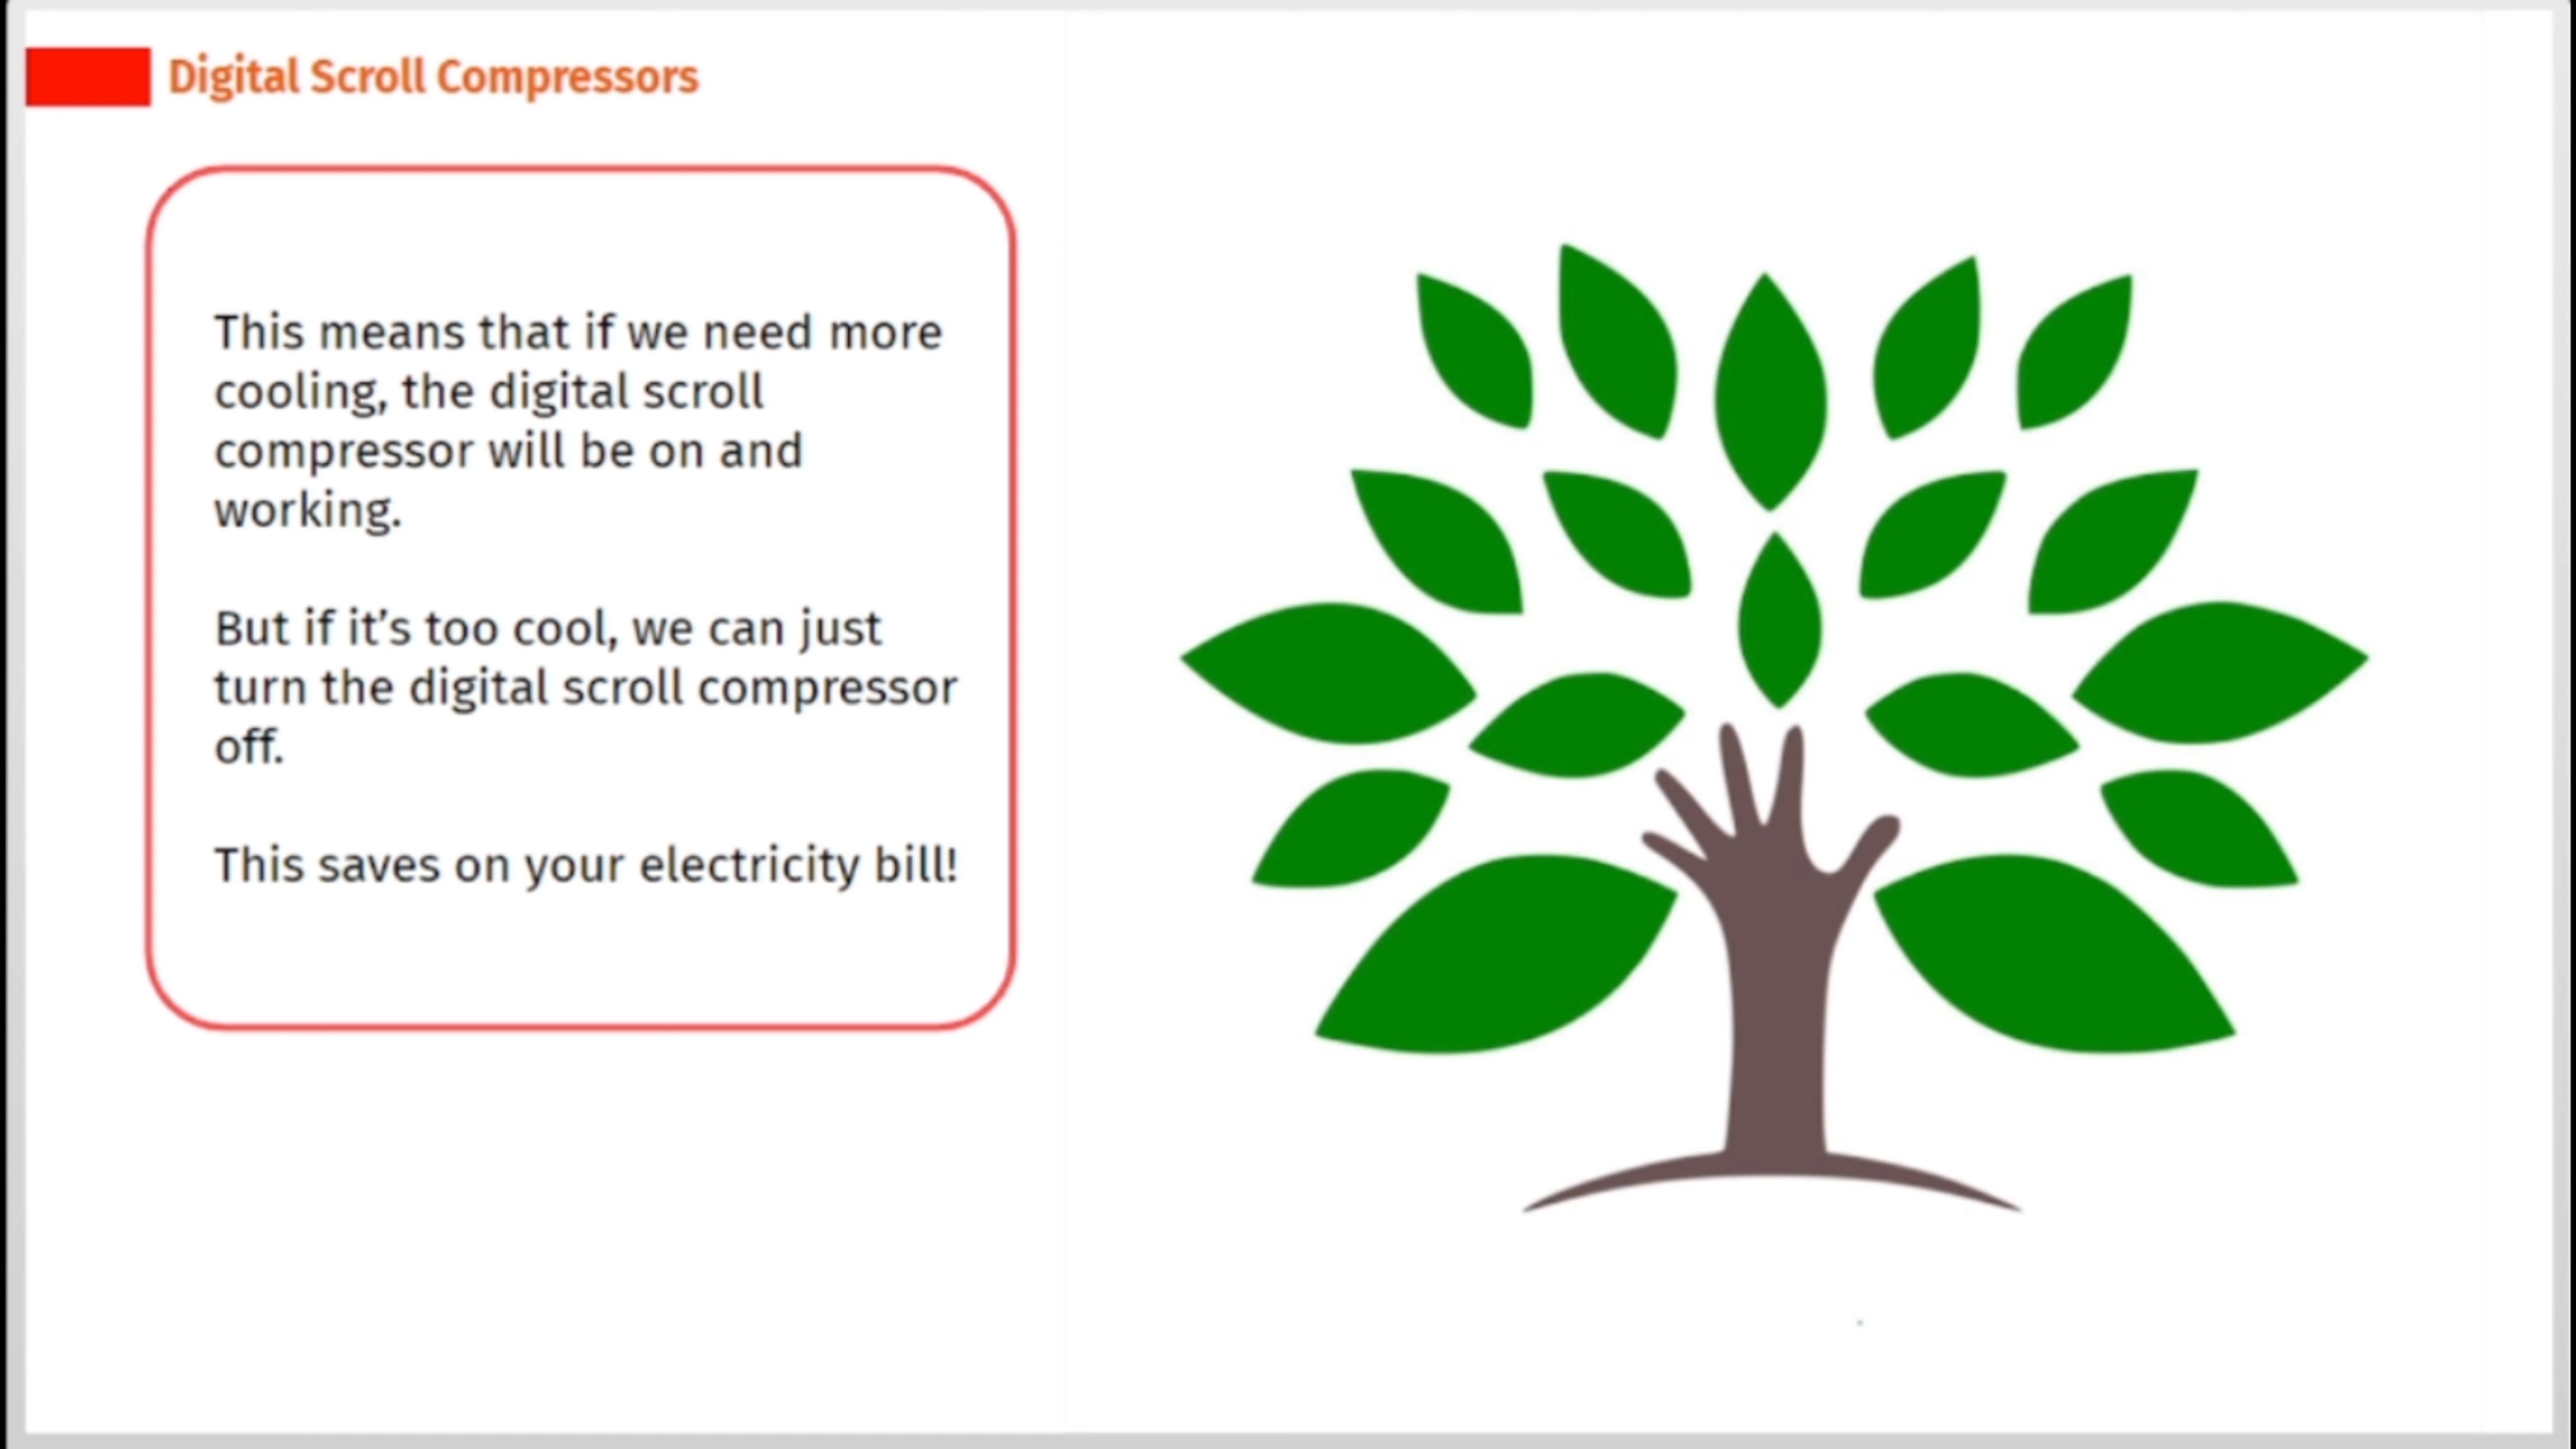 Digital Scroll Compressors
This means that if we need more
cooling, the digital scroll
compressor will be on and
working.
But if it’s too cool, we can just
turn the digital scroll compressor
off.
This saves on your electricity bill!